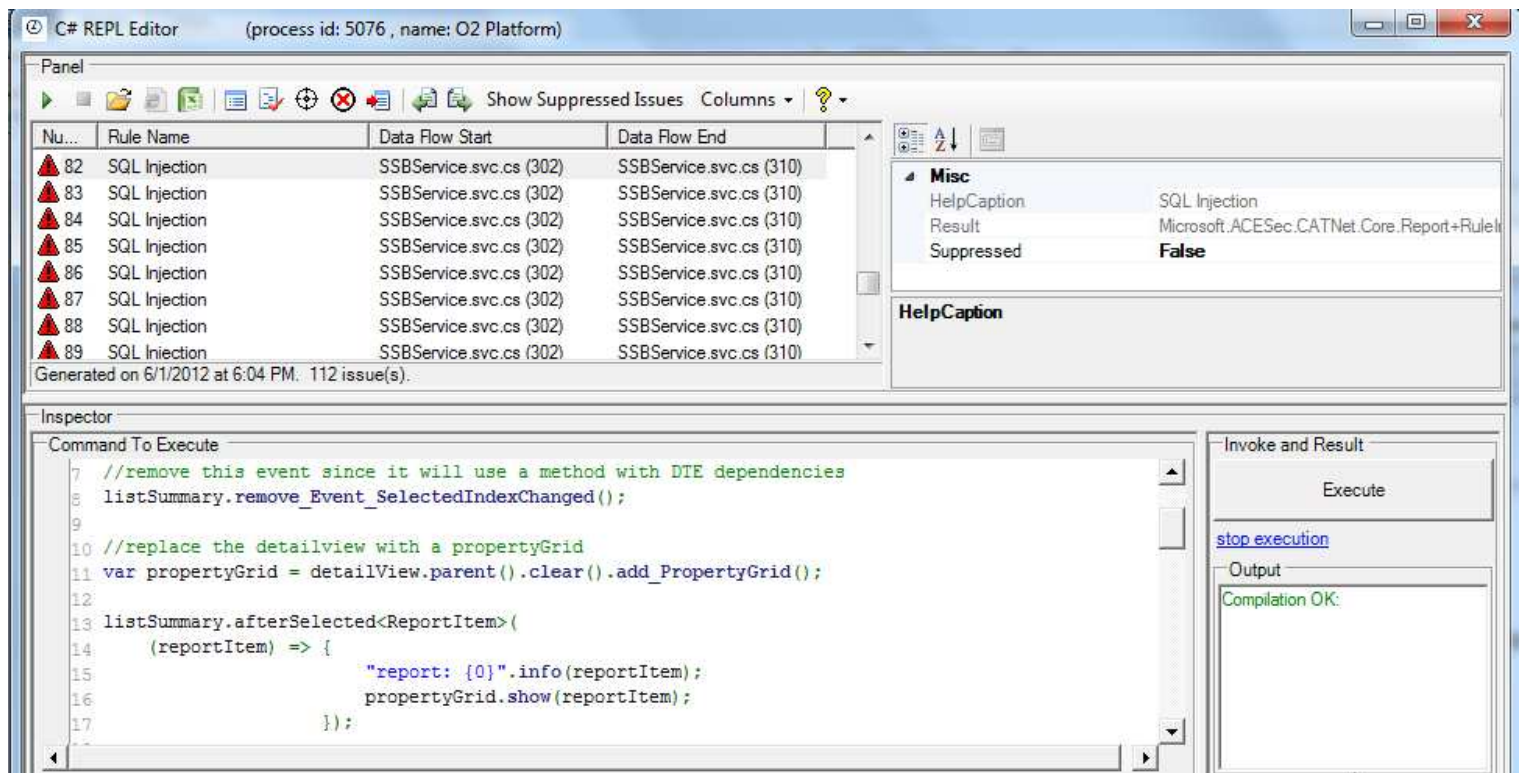 C# REPL Editor (process id: 5076 , name: O2 Platform)
Panel
Show Suppressed Issues Columns
Nu... Rule Name Data Flow Start Data Flow End
82 SQL Injection SSBService.svc.cs (302) SSBService.svc.cs (310)
83 SQL Injection SSBService.svc.cs (302) SSBService.svc.cs (310)
84 SQL Injection SSBService.svc.cs (302) SSBService.svc.cs (310)
85 SQL Injection SSBService.svc.cs (302) SSBService.svc.cs (310)
86 SQL Injection SSBService.svc.cs (302) SSBService.svc.cs (310)
87 SQL Injection SSBService.svc.cs (302) SSBService.svc.cs (310)
88 SQL Injection SSBService.svc.cs (302) SSBService.svc.cs (310)
89 SQL Injection SSBService.svc.cs (302) SSBService.svc.cs (310)
Generated on 6/1/2012 at 6:04 PM. 112 issue(s).
Misc
HelpCaption SQL Injection
Result Microsoft.ACESec.CATNet.Core.Report+RuleI
Suppressed False
HelpCaption
Inspector
Command To Execute
7 //remove this event since it will use a method with DTE dependencies
8 listSummary.remove_Event_SelectedIndexChanged();
9
10 //replace the detailview with a propertyGrid
11 var propertyGrid = detailView.parent().clear().add_PropertyGrid();
12
13 listSummary.afterSelected<ReportItem>(
14 (reportItem) => {
15 "report: {0}".info(reportItem);
16 propertyGrid.show(reportItem);
17 });
Invoke and Result
Execute
stop execution
Output
Compilation OK: